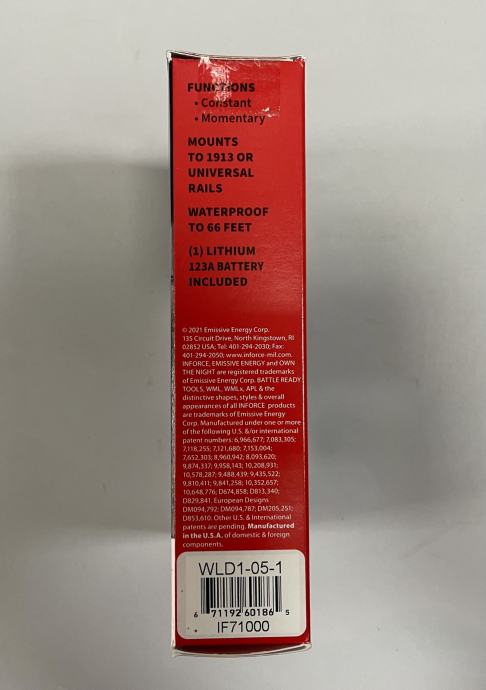 FUNCTIONS
• Constant
• Momentary
MOUNTS
TO 1913 OR
UNIVERSAL
RAILS
WATERPROOF
TO 66 FEET
(1) LITHIUM
123A BATTERY
INCLUDED
© 2021 Emissive Energy Corp.
135 Circuit Drive, North Kingstown, RI
02852 USA; Tel: 401-294-2030; Fax:
401-294-2050; www.inforce-mil.com.
INFORCE, EMISSIVE ENERGY and OWN
THE NIGHT are registered trademarks
of Emissive Energy Corp. BATTLE READY
TOOLS, WML, WMLx, APL & the
distinctive shapes, styles & overall
appearances of all INFORCE products
are trademarks of Emissive Energy
Corp. Manufactured under one or more
of the following U.S. &/or international
patent numbers: 6,966,677; 7,083,305;
7,118,255; 7,121,680; 7,153,004;
7,652,303; 8,960,942; 8,093,620;
9,874,337; 9,958,143; 10,208,931;
10,578,287; 9,488,439; 9,435,522;
9,810,411; 9,841,258; 10,352,657;
10,648,776; D674,858; D813,340;
D829,841. European Designs
DM094,792; DM094,787; DM205,251;
D853,610. Other U.S. & International
patents are pending. Manufactured
in the U.S.A. of domestic & foreign
components.
WLD1-05-1
6 71192 60186 5
IF71000